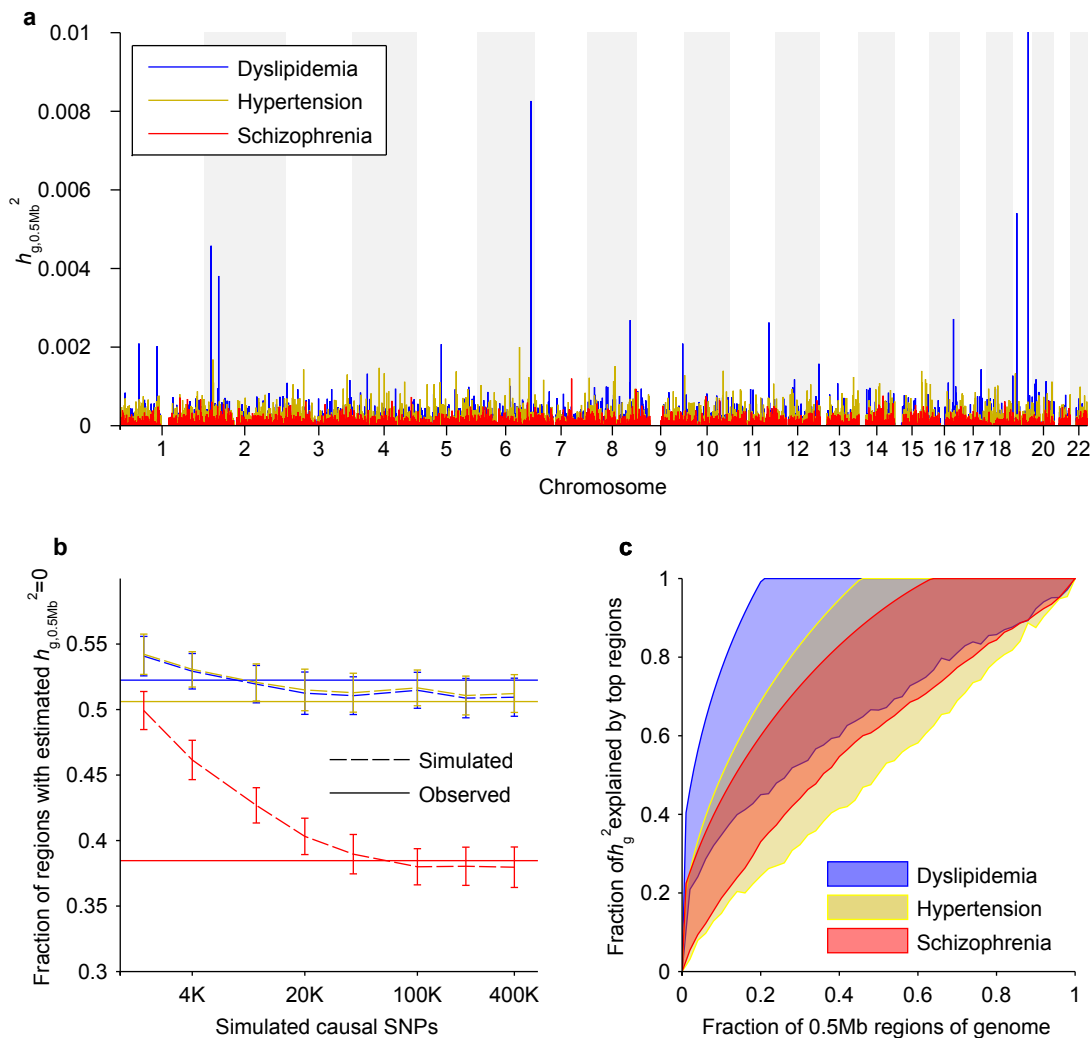 a
0.01
0.008
0.006
0.004
0.002
0
h g,0.5Mb 2
Dyslipidemia
Hypertension
Schizophrenia
1 2 3 4 5 6 7 8 9 10 11 12 13 14 15 16 17 18 20 22
Chromosome
b
Fraction of regions with estimated h g,0.5Mb 2=0
0.55
0.5
0.45
0.4
0.35
0.3
Simulated
Observed
4K 20K 100K 400K
Simulated causal SNPs
c
Fraction of h g 2 explained by top regions
1
0.8
0.6
0.4
0.2
0
Dyslipidemia
Hypertension
Schizophrenia
0 0.2 0.4 0.6 0.8 1
Fraction of 0.5Mb regions of genome